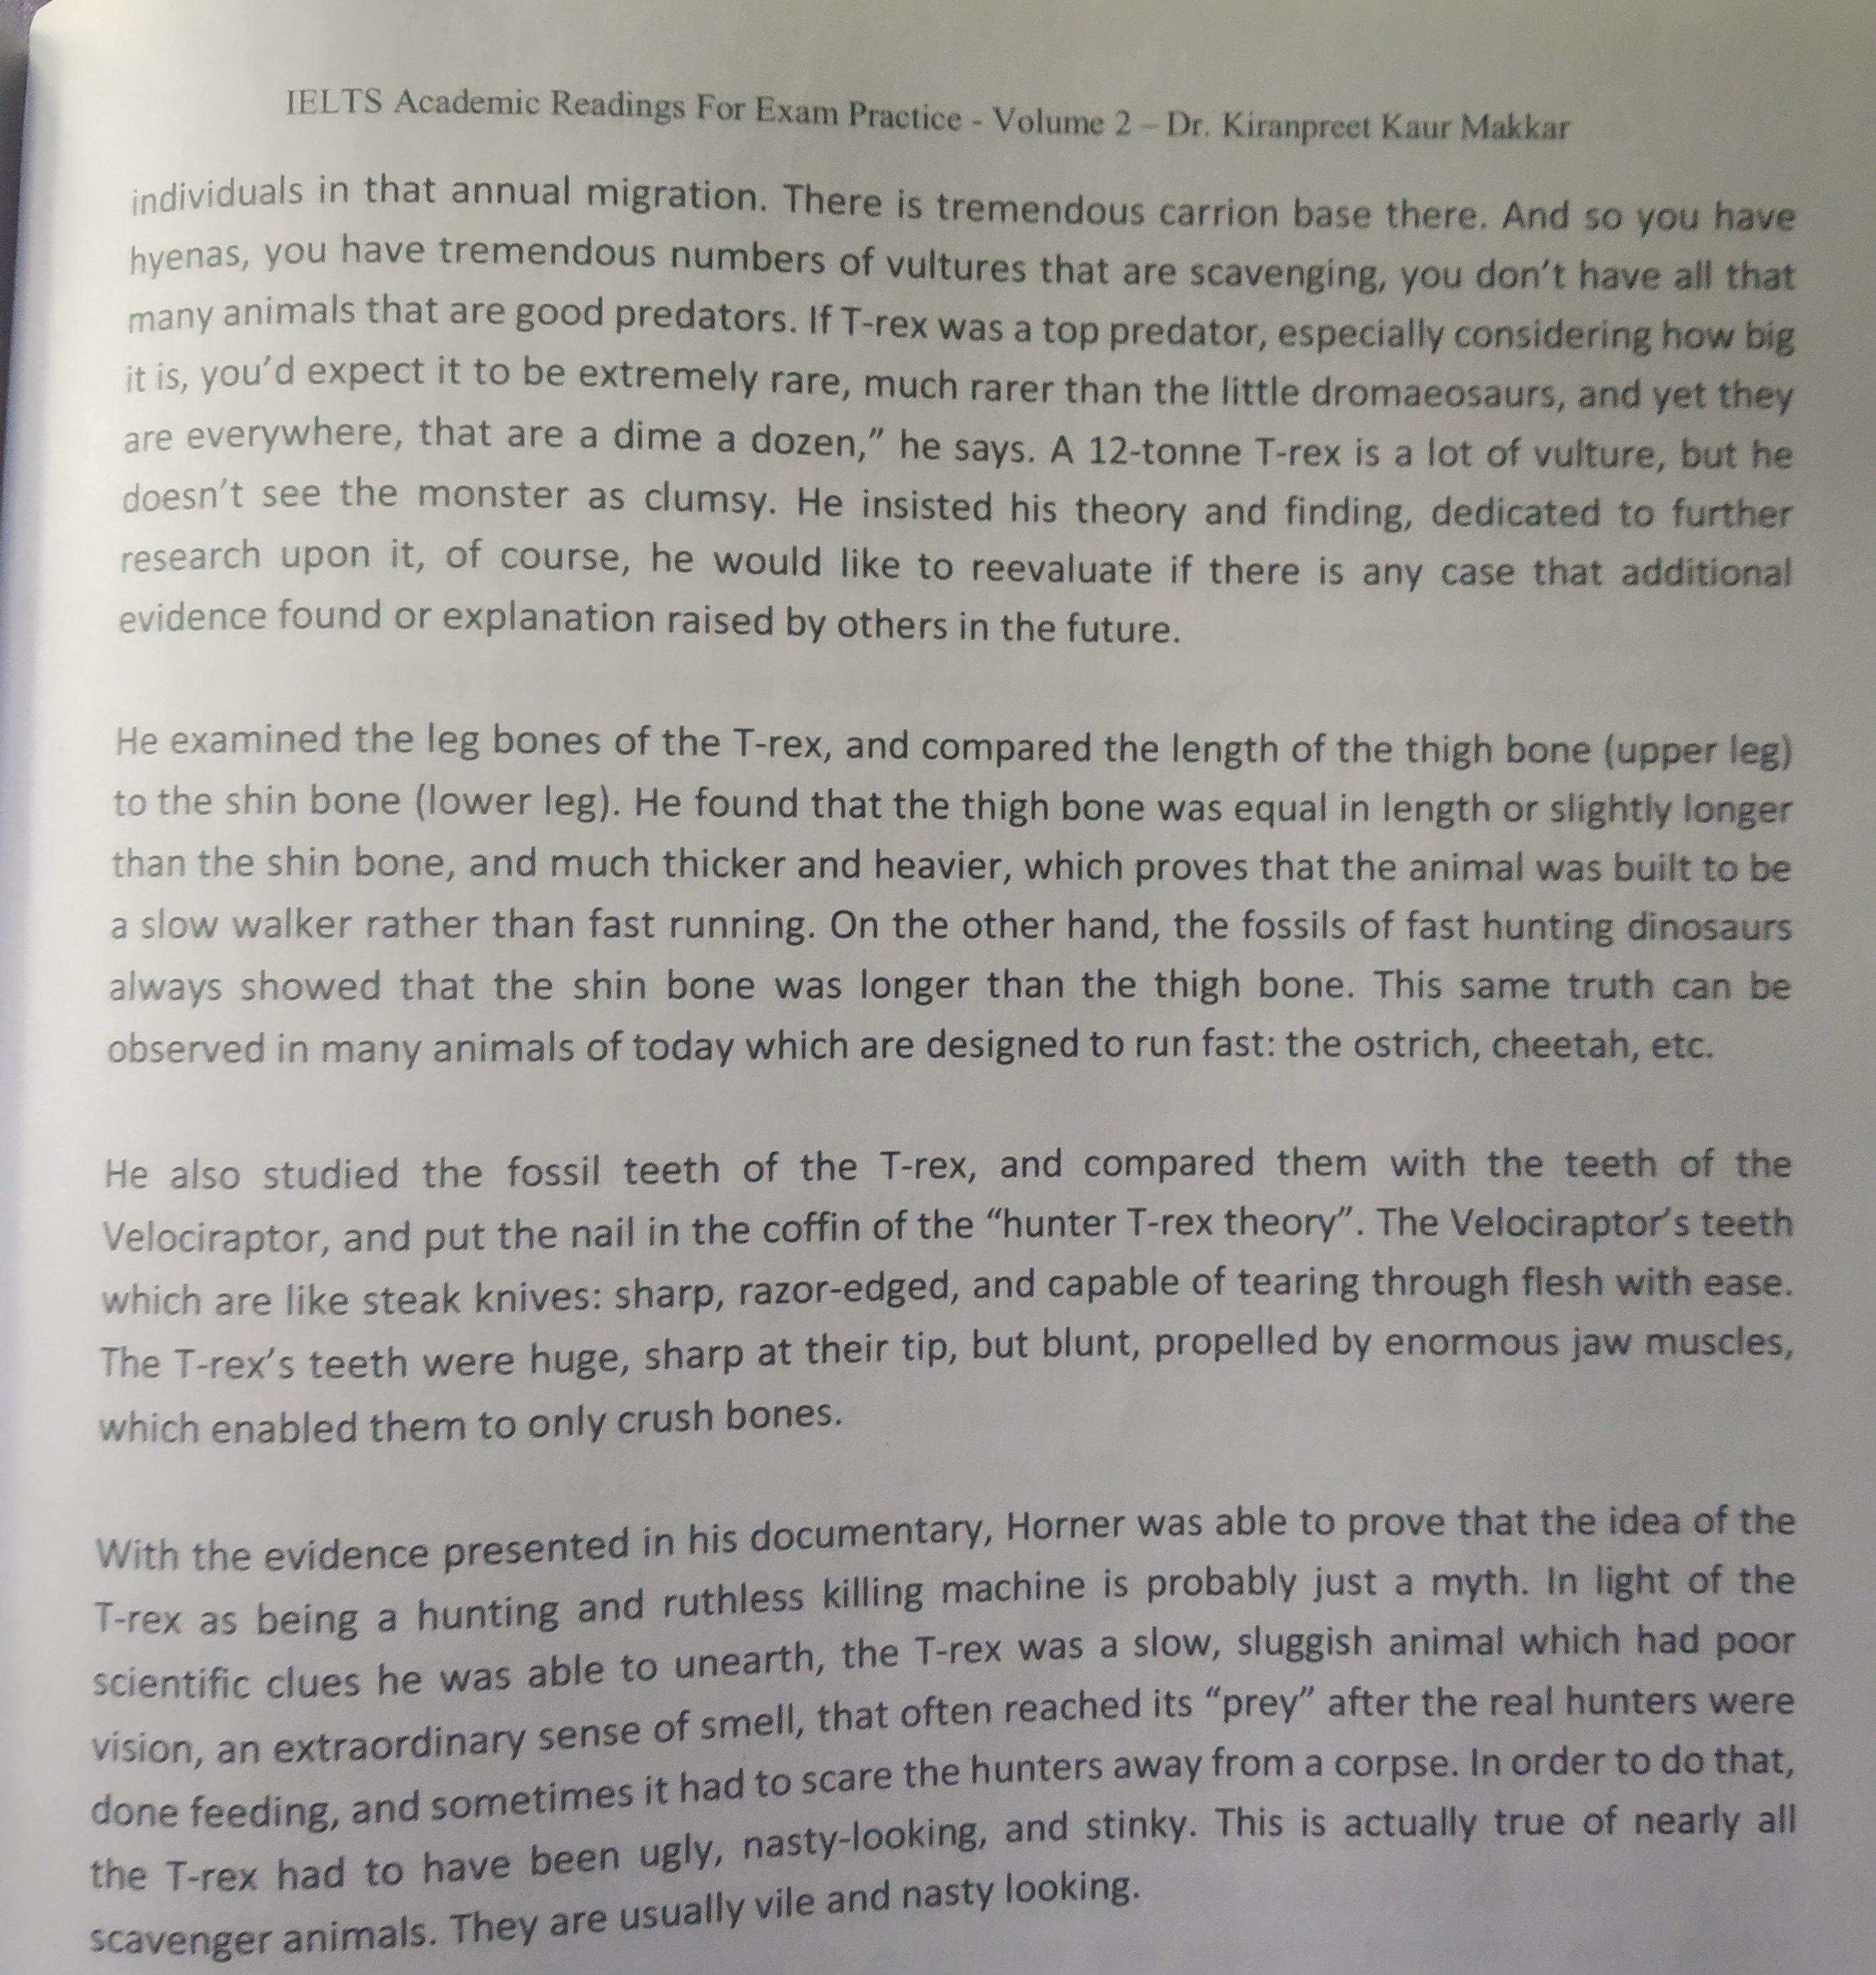 IELTS Academic Readings For Exam Practice - Volume 2 – Dr. Kiranpreet Kaur Makkar
individuals in that annual migration. There is tremendous carrion base there. And so you have
hyenas, you have tremendous numbers of vultures that are scavenging, you don't have all that
many animals that are good predators. If T-rex was a top predator, especially considering how big
it is, you'd expect it to be extremely rare, much rarer than the little dromaeosaurs, and yet they
are everywhere, that are a dime a dozen,” he says. A 12-tonne T-rex is a lot of vulture, but he
doesn't see the monster as clumsy. He insisted his theory and finding, dedicated to further
research upon it, of course, he would like to reevaluate if there is any case that additional
evidence found or explanation raised by others in the future.
He examined the leg bones of the T-rex, and compared the length of the thigh bone (upper leg)
to the shin bone (lower leg). He found that the thigh bone was equal in length or slightly longer
than the shin bone, and much thicker and heavier, which proves that the animal was built to be
a slow walker rather than fast running. On the other hand, the fossils of fast hunting dinosaurs
always showed that the shin bone was longer than the thigh bone. This same truth can be
observed in many animals of today which are designed to run fast: the ostrich, cheetah, etc.
He also studied the fossil teeth of the T-rex, and compared them with the teeth of the
Velociraptor, and put the nail in the coffin of the “hunter T-rex theory”. The Velociraptor's teeth
which are like steak knives: sharp, razor-edged, and capable of tearing through flesh with ease.
The T-rex's teeth were huge, sharp at their tip, but blunt, propelled by enormous jaw muscles,
which enabled them to only crush bones.
With the evidence presented in his documentary, Horner was able to prove that the idea of the
T-rex as being a hunting and ruthless killing machine is probably just a myth. In light of the
scientific clues he was able to unearth, the T-rex was a slow, sluggish animal which had poor
vision, an extraordinary sense of smell, that often reached its “prey” after the real hunters were
done feeding, and sometimes it had to scare the hunters away from a corpse. In order to do that,
the T-rex had to have been ugly, nasty-looking, and stinky. This is actually true of nearly all
scavenger animals. They are usually vile and nasty looking.